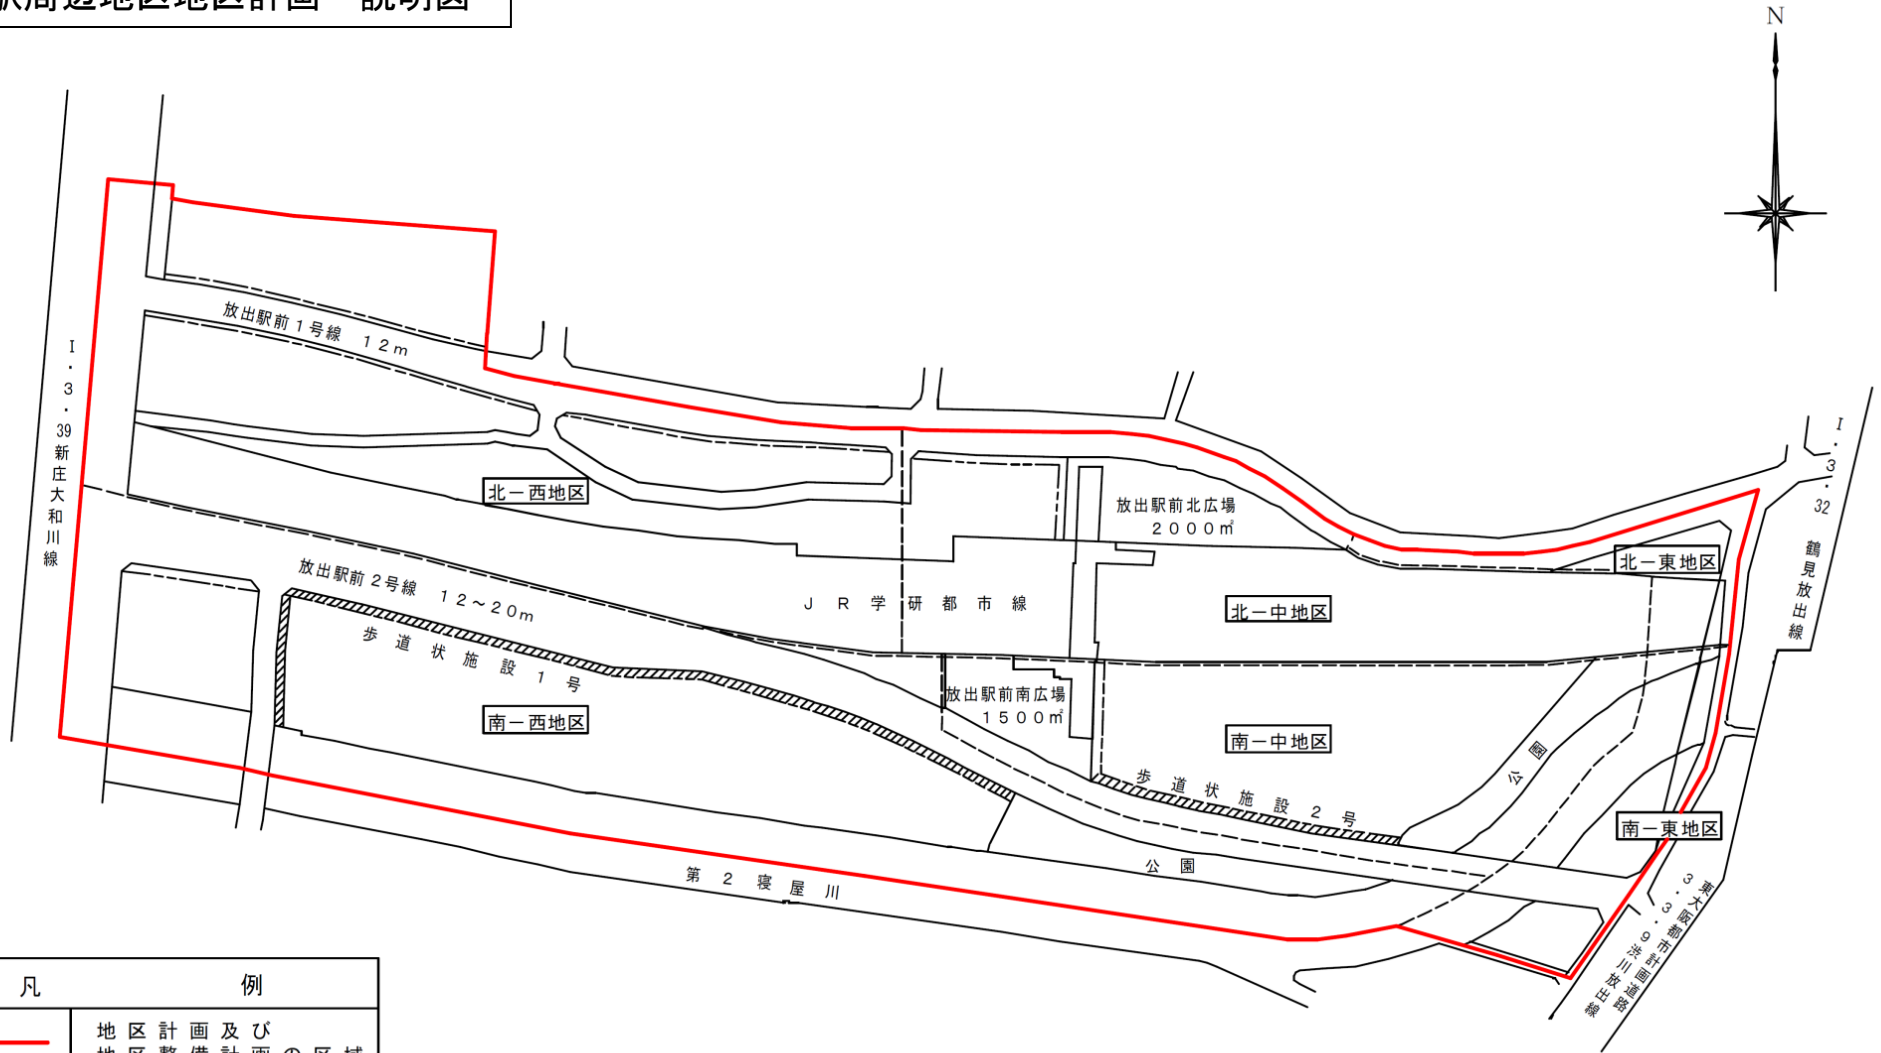 駅周辺地区地区計画 説明図
N
放出駅前1号線 12m
I・3・39新庄大和川線
I・3・32 鶴見放出線
北－西地区
放出駅前北広場
2000㎡
北－東地区
放出駅前2号線 12～20m
JR学研都市線
北－中地区
歩道状施設1号
放出駅前南広場
1500㎡
南－西地区
南－中地区
公園
歩道状施設2号
南－東地区
公園
第2寝屋川
東大阪都市計画道路
3・3・9渋川放出線
凡例
地区計画及び
地区整備計画の区域